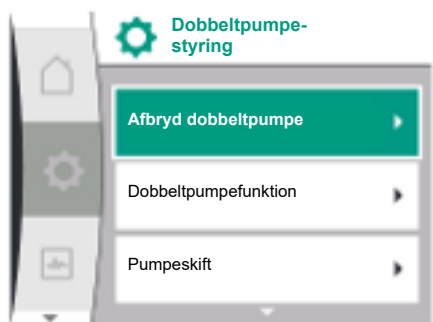 Dobbeltpumpe-
styring
Afbryd dobbeltpumpe
Dobbeltpumpefunktion
Pumpeskift